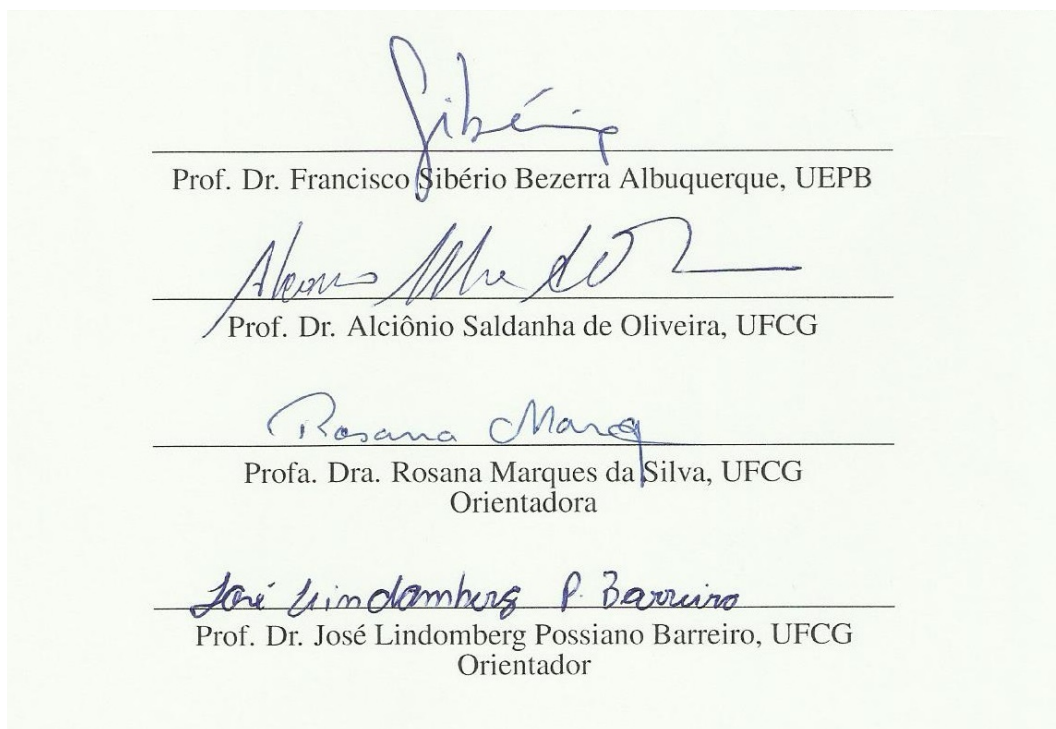 Sibério
Prof. Dr. Francisco Sibério Bezerra Albuquerque, UEPB
Prof. Dr. Alciônio Saldanha de Oliveira, UFCG
Rosana Marq
Profa. Dra. Rosana Marques da Silva, UFCG
Orientadora
José Lindomberg P. Barreiro
Prof. Dr. José Lindomberg Possiano Barreiro, UFCG
Orientador